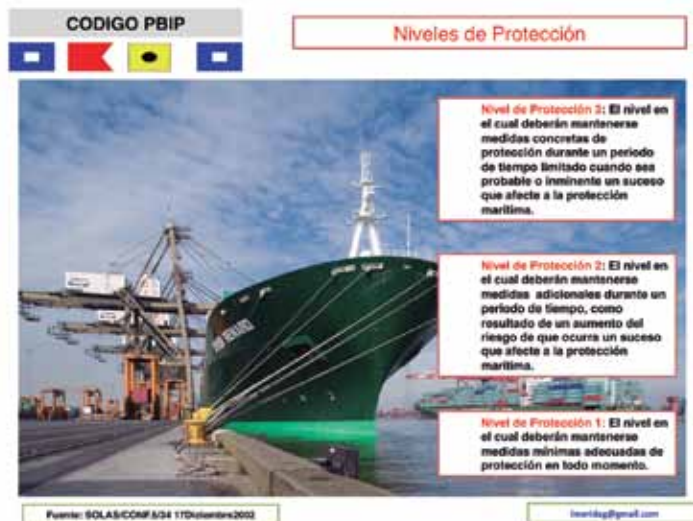 CODIGO PBIP
Niveles de Protección
Nivel de Protección 3: El nivel en
el cual deberán mantenerse
medidas concretas de
protección durante un periodo
de tiempo limitado cuando sea
probable o inminente un suceso
que afecte a la protección
marítima.
Nivel de Protección 2: El nivel en
el cual deberán mantenerse
medidas adicionales durante un
periodo de tiempo, como
resultado de un aumento del
riesgo de que ocurra un suceso
que afecte a la protección
marítima.
Nivel de Protección 1: El nivel en
el cual deberán mantenerse
medidas mínimas adecuadas de
protección en todo momento.
Fuente: SOLAS/CONF.5/34 17Diciembre2002